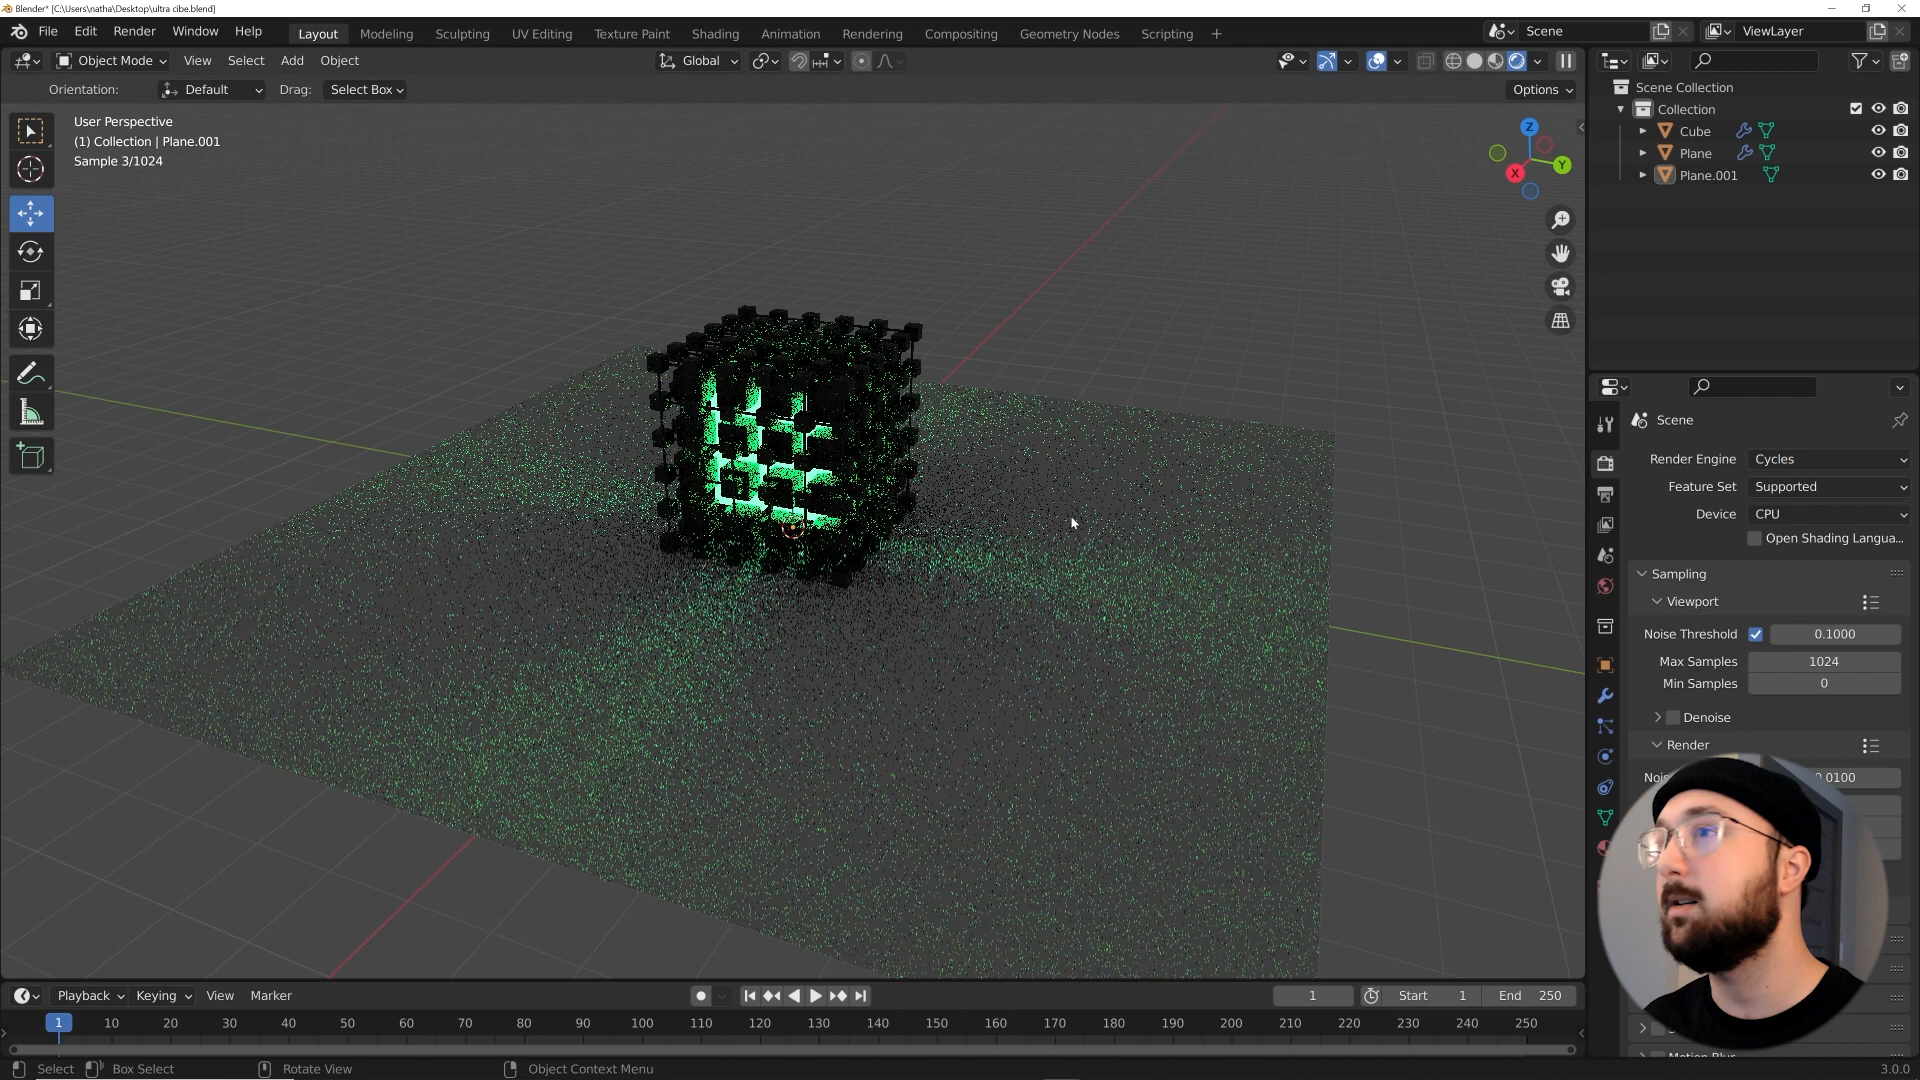 Blender* [C:\Users\natha\Desktop\ultra cibe.blend]
File Edit Render Window Help Layout Modeling Sculpting UV Editing Texture Paint Shading Animation Rendering Compositing Geometry Nodes Scripting + Scene ViewLayer
Object Mode View Select Add Object Global
Orientation: Default Drag: Select Box Options
User Perspective
(1) Collection | Plane.001
Sample 3/1024
Z
Y
X
Scene Collection
Collection
Cube
Plane
Plane.001
Scene
Render Engine Cycles
Feature Set Supported
Device CPU
Open Shading Langua...
Sampling
Viewport
Noise Threshold 0.1000
Max Samples 1024
Min Samples 0
Denoise
Render
0.0100
Playback Keying View Marker 1 Start 1 End 250
1 10 20 30 40 50 60 70 80 90 100 110 120 130 140 150 160 170 180 190 200 210 220 230 240 250
Select Box Select Rotate View Object Context Menu 3.0.0